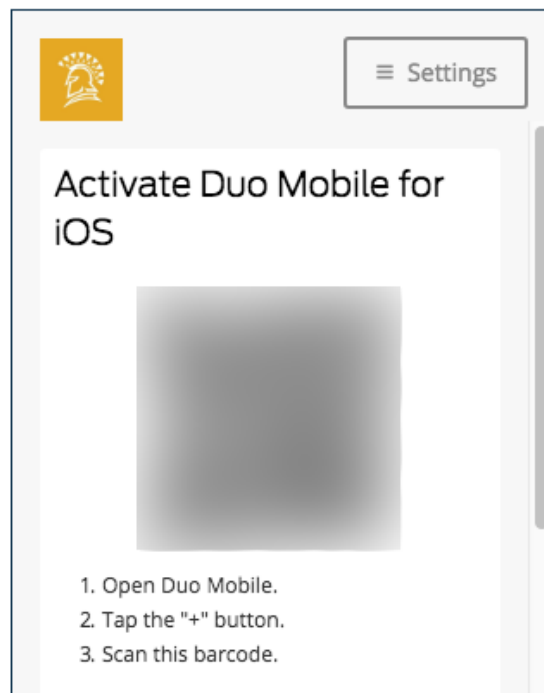 ≡ Settings
Activate Duo Mobile for
iOS
1. Open Duo Mobile.
2. Tap the "+" button.
3. Scan this barcode.